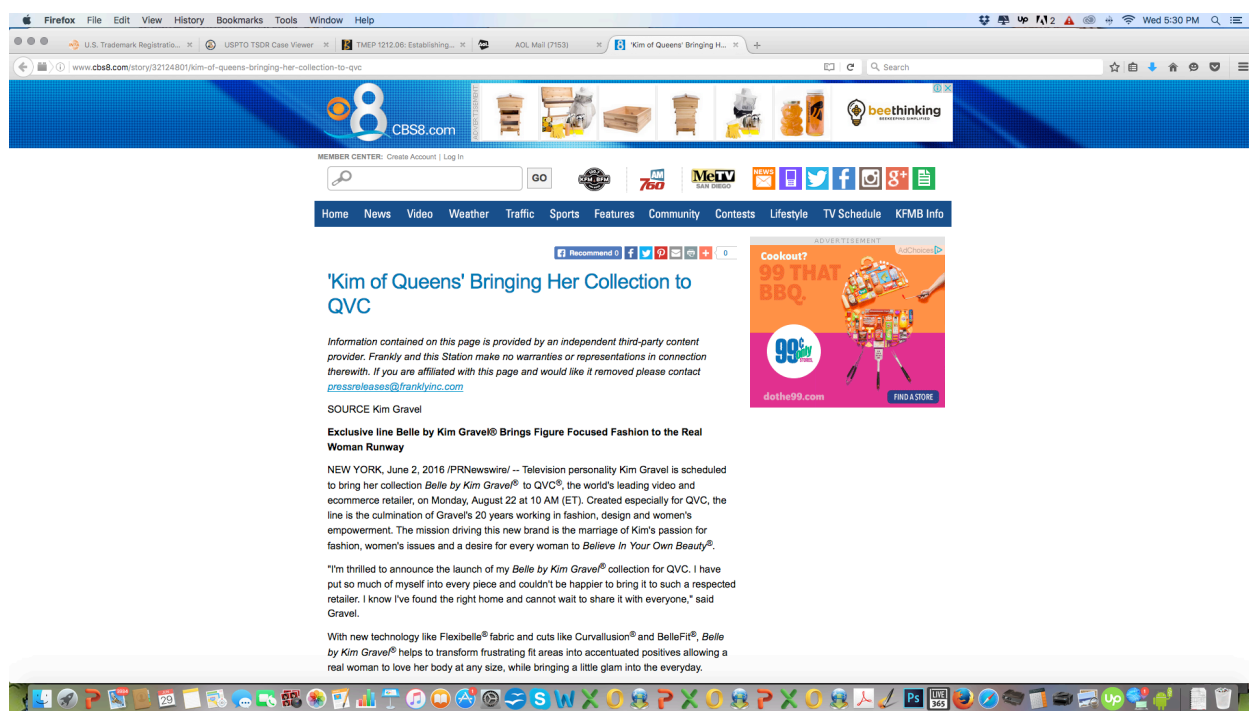 Firefox File Edit View History Bookmarks Tools Window Help
2
Wed 5:30 PM
U.S. Trademark Registratio...
USPTO TSDR Case Viewer
TMEP 1212.06: Establishing...
AOL Mail (7153)
'Kim of Queens' Bringing H...
www.cbs8.com/story/32124801/kim-of-queens-bringing-her-collection-to-qvc
Search
8 CBS8.com
ADVERTISEMENT
beethinking
BEEKEEPING SIMPLIFIED
MEMBER CENTER: Create Account | Log In
GO
KFM-BFM
AM 760
MeTV SAN DIEGO
NEWS
Home News Video Weather Traffic Sports Features Community Contests Lifestyle TV Schedule KFMB Info
Recommend 0
0
ADVERTISEMENT
AdChoices
Cookout?
99 THAT
BBQ.
99¢ only STORES.
dothe99.com
FIND A STORE
'Kim of Queens' Bringing Her Collection to
QVC
Information contained on this page is provided by an independent third-party content
provider. Frankly and this Station make no warranties or representations in connection
therewith. If you are affiliated with this page and would like it removed please contact
pressreleases@franklyinc.com
SOURCE Kim Gravel
Exclusive line Belle by Kim Gravel® Brings Figure Focused Fashion to the Real
Woman Runway
NEW YORK, June 2, 2016 /PRNewswire/ -- Television personality Kim Gravel is scheduled
to bring her collection Belle by Kim Gravel® to QVC®, the world's leading video and
ecommerce retailer, on Monday, August 22 at 10 AM (ET). Created especially for QVC, the
line is the culmination of Gravel's 20 years working in fashion, design and women's
empowerment. The mission driving this new brand is the marriage of Kim's passion for
fashion, women's issues and a desire for every woman to Believe In Your Own Beauty®.
"I'm thrilled to announce the launch of my Belle by Kim Gravel® collection for QVC. I have
put so much of myself into every piece and couldn't be happier to bring it to such a respected
retailer. I know I've found the right home and cannot wait to share it with everyone," said
Gravel.
With new technology like Flexibelle® fabric and cuts like Curvallusion® and BelleFit®, Belle
by Kim Gravel® helps to transform frustrating fit areas into accentuated positives allowing a
real woman to love her body at any size, while bringing a little glam into the everyday.
29
LIVE 365